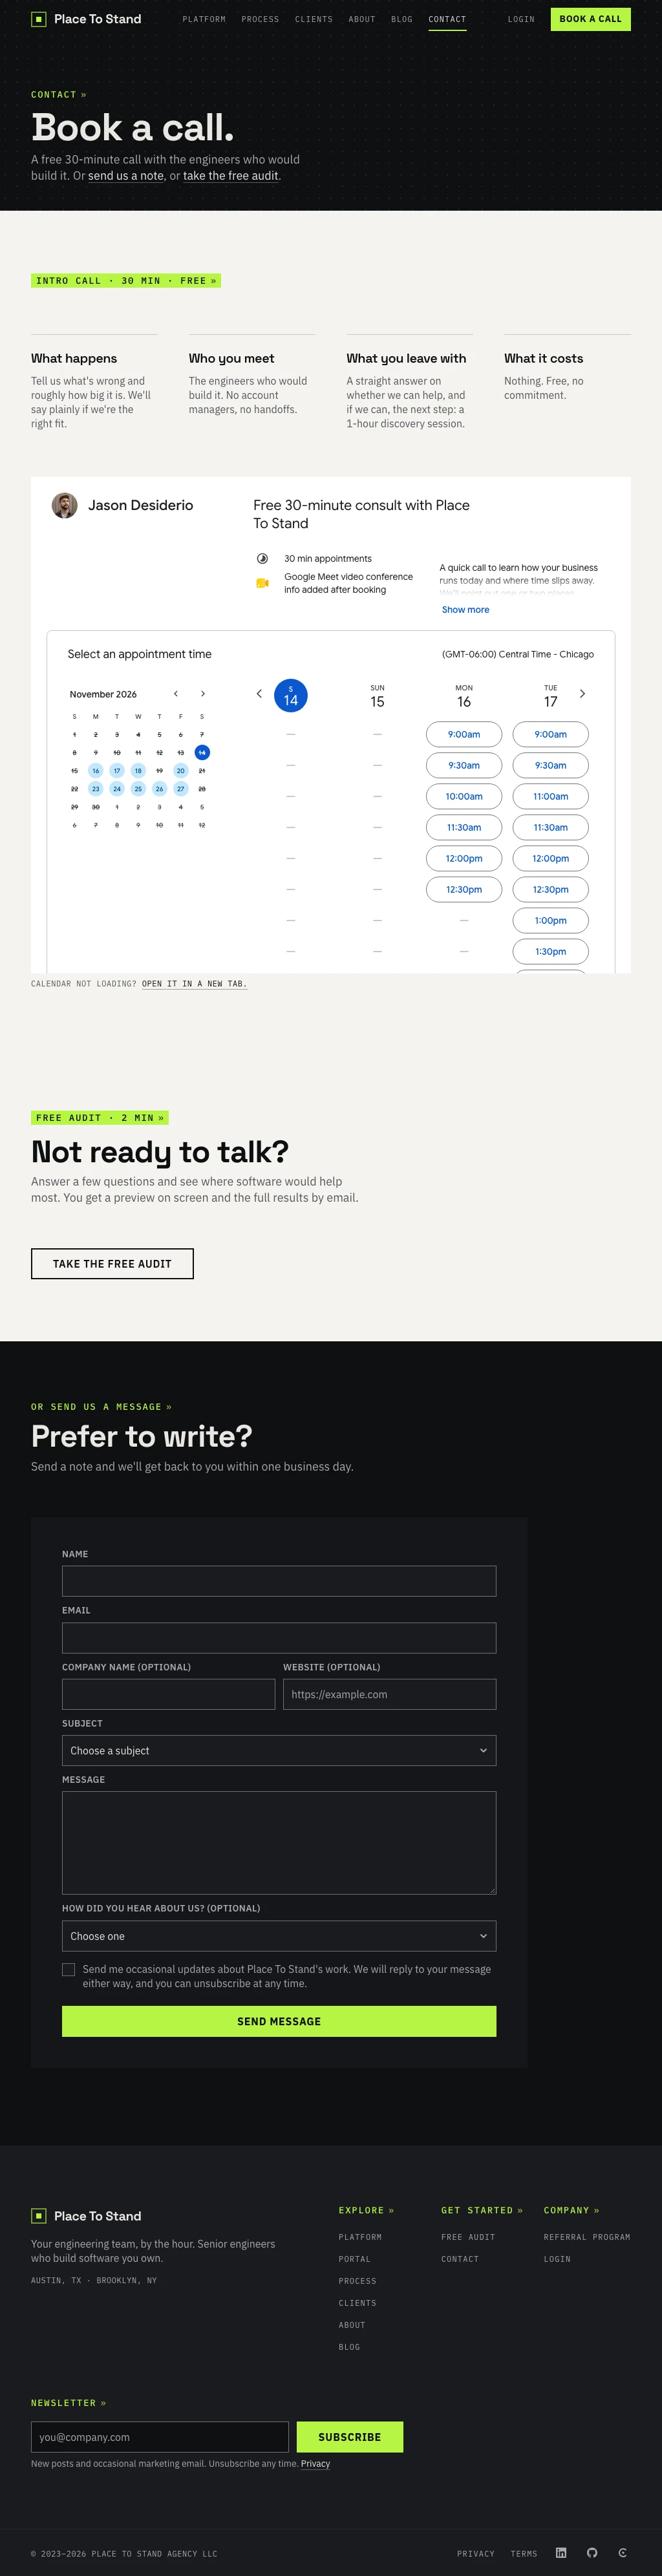 Place To Stand
PLATFORM PROCESS CLIENTS ABOUT BLOG CONTACT LOGIN BOOK A CALL
CONTACT »
Book a call.
A free 30-minute call with the engineers who would
build it. Or send us a note, or take the free audit.
INTRO CALL · 30 MIN · FREE »
What happens
Tell us what's wrong and
roughly how big it is. We'll
say plainly if we're the
right fit.
Who you meet
The engineers who would
build it. No account
managers, no handoffs.
What you leave with
A straight answer on
whether we can help, and
if we can, the next step: a
1-hour discovery session.
What it costs
Nothing. Free, no
commitment.
Jason Desiderio
Free 30-minute consult with Place
To Stand
30 min appointments
Google Meet video conference
info added after booking
A quick call to learn how your business
runs today and where time slips away.
We'll point out one or two places
Show more
Select an appointment time
(GMT-06:00) Central Time - Chicago
November 2026
S M T W T F S
1 2 3 4 5 6 7
8 9 10 11 12 13 14
15 16 17 18 19 20 21
22 23 24 25 26 27 28
29 30 1 2 3 4 5
6 7 8 9 10 11 12
S SUN MON TUE
14 15 16 17
— — 9:00am 9:00am
— — 9:30am 9:30am
— — 10:00am 11:00am
— — 11:30am 11:30am
— — 12:00pm 12:00pm
— — 12:30pm 12:30pm
— — — 1:00pm
— — — 1:30pm
CALENDAR NOT LOADING? OPEN IT IN A NEW TAB.
FREE AUDIT · 2 MIN »
Not ready to talk?
Answer a few questions and see where software would help
most. You get a preview on screen and the full results by email.
TAKE THE FREE AUDIT
OR SEND US A MESSAGE »
Prefer to write?
Send a note and we'll get back to you within one business day.
NAME
EMAIL
COMPANY NAME (OPTIONAL) WEBSITE (OPTIONAL)
https://example.com
SUBJECT
Choose a subject
MESSAGE
HOW DID YOU HEAR ABOUT US? (OPTIONAL)
Choose one
Send me occasional updates about Place To Stand's work. We will reply to your message
either way, and you can unsubscribe at any time.
SEND MESSAGE
Place To Stand
Your engineering team, by the hour. Senior engineers
who build software you own.
AUSTIN, TX · BROOKLYN, NY
EXPLORE »
PLATFORM
PORTAL
PROCESS
CLIENTS
ABOUT
BLOG
GET STARTED »
FREE AUDIT
CONTACT
COMPANY »
REFERRAL PROGRAM
LOGIN
NEWSLETTER »
you@company.com
SUBSCRIBE
New posts and occasional marketing email. Unsubscribe any time. Privacy
© 2023–2026 PLACE TO STAND AGENCY LLC
PRIVACY TERMS